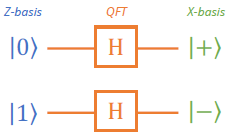 Z-basis QFT X-basis
|0⟩ H |+⟩
|1⟩ H |−⟩